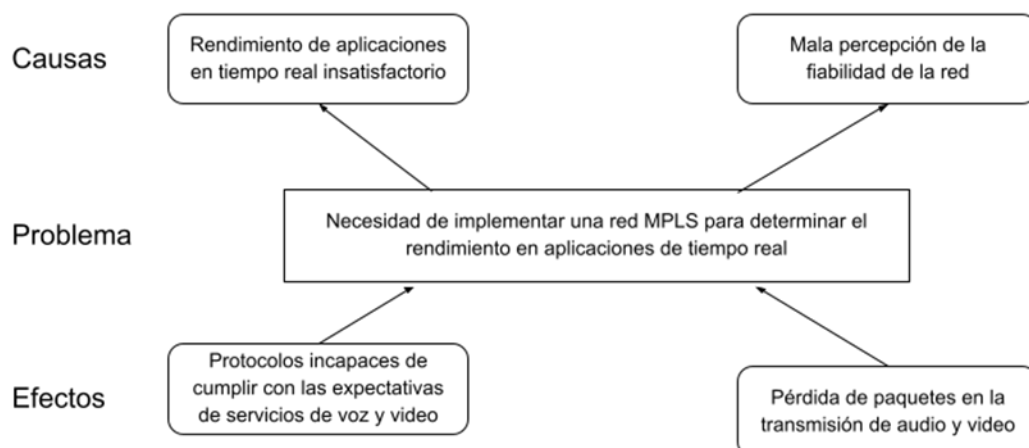 Causas
Rendimiento de aplicaciones
en tiempo real insatisfactorio
Mala percepción de la
fiabilidad de la red
Problema
Necesidad de implementar una red MPLS para determinar el
rendimiento en aplicaciones de tiempo real
Efectos
Protocolos incapaces de
cumplir con las expectativas
de servicios de voz y video
Pérdida de paquetes en la
transmisión de audio y video